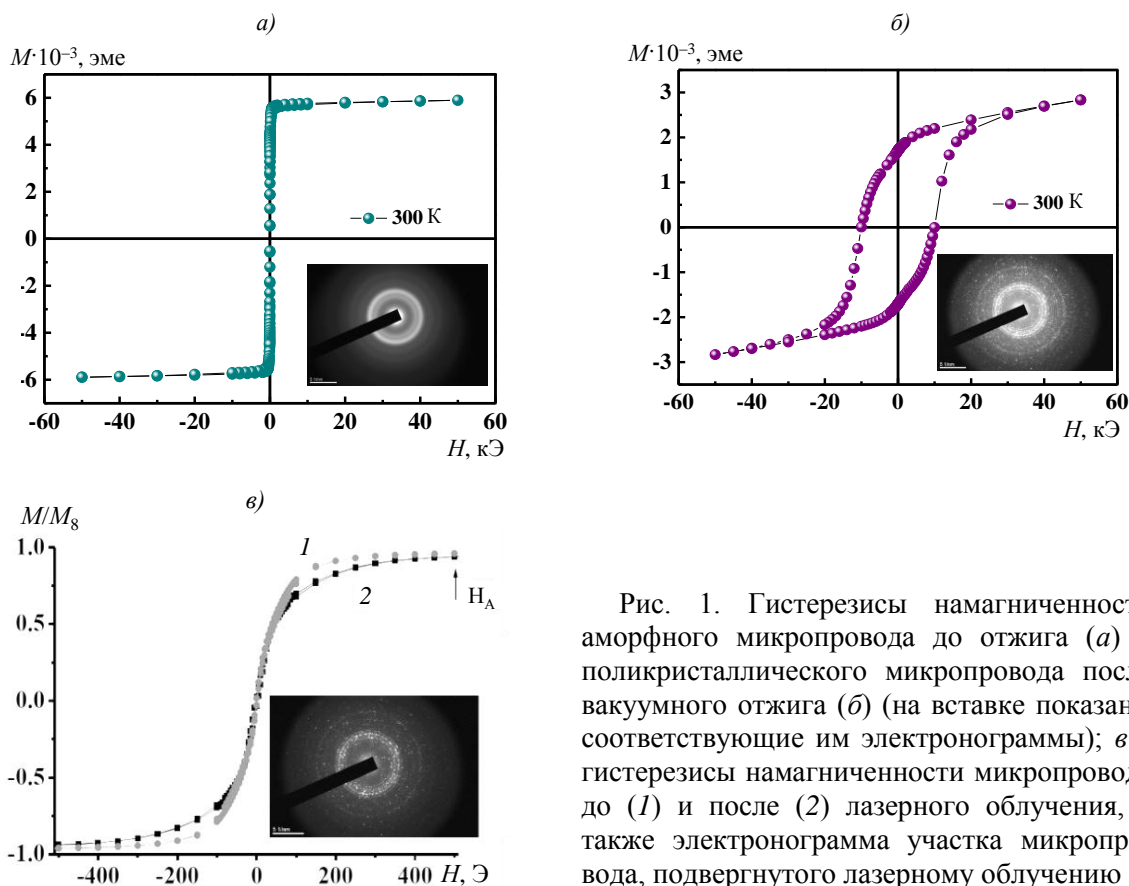 а)
M·10⁻³, эме
6
4
2
0
-2
-4
-6
-60 -40 -20 0 20 40 60
H, кЭ
300 К
б)
M·10⁻³, эме
3
2
1
0
-1
-2
-3
-60 -40 -20 0 20 40 60
H, кЭ
300 К
в)
M/M₈
1.0
0.5
0.0
-0.5
-1.0
-400 -200 0 200 400 H, Э
1
2
H_A
Рис. 1. Гистерезисы намагниченност
аморфного микропровода до отжига (а)
поликристаллического микропровода посл
вакуумного отжига (б) (на вставке показан
соответствующие им электронограммы); в
гистерезисы намагниченности микропровод
до (1) и после (2) лазерного облучения,
также электронограмма участка микропр
вода, подвергнутого лазерному облучению